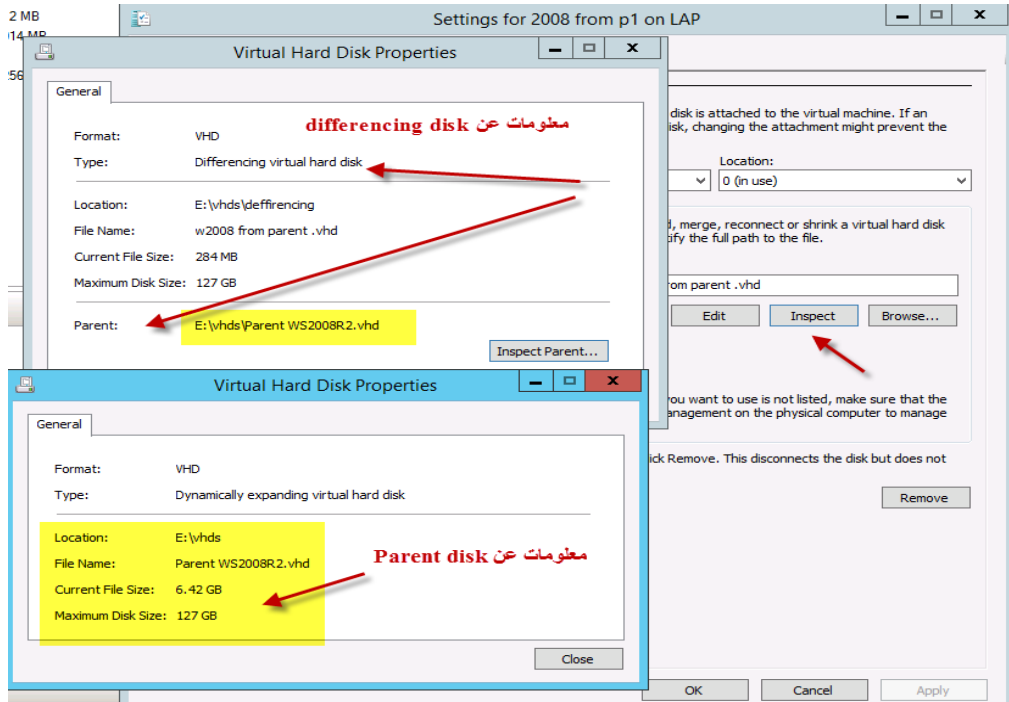 2 MB
Settings for 2008 from p1 on LAP
Virtual Hard Disk Properties
General
Format: VHD
معلومات عن differencing disk
Type: Differencing virtual hard disk
Location: E:\vhds\deffirencing
File Name: w2008 from parent .vhd
Current File Size: 284 MB
Maximum Disk Size: 127 GB
Parent: E:\vhds\Parent WS2008R2.vhd
Inspect Parent...
disk is attached to the virtual machine. If an
isk, changing the attachment might prevent the
Location:
0 (in use)
, merge, reconnect or shrink a virtual hard disk
ify the full path to the file.
om parent .vhd
Edit Inspect Browse...
you want to use is not listed, make sure that the
anagement on the physical computer to manage
ick Remove. This disconnects the disk but does not
Remove
Virtual Hard Disk Properties
General
Format: VHD
Type: Dynamically expanding virtual hard disk
Location: E:\vhds
معلومات عن Parent disk
File Name: Parent WS2008R2.vhd
Current File Size: 6.42 GB
Maximum Disk Size: 127 GB
Close
OK Cancel Apply